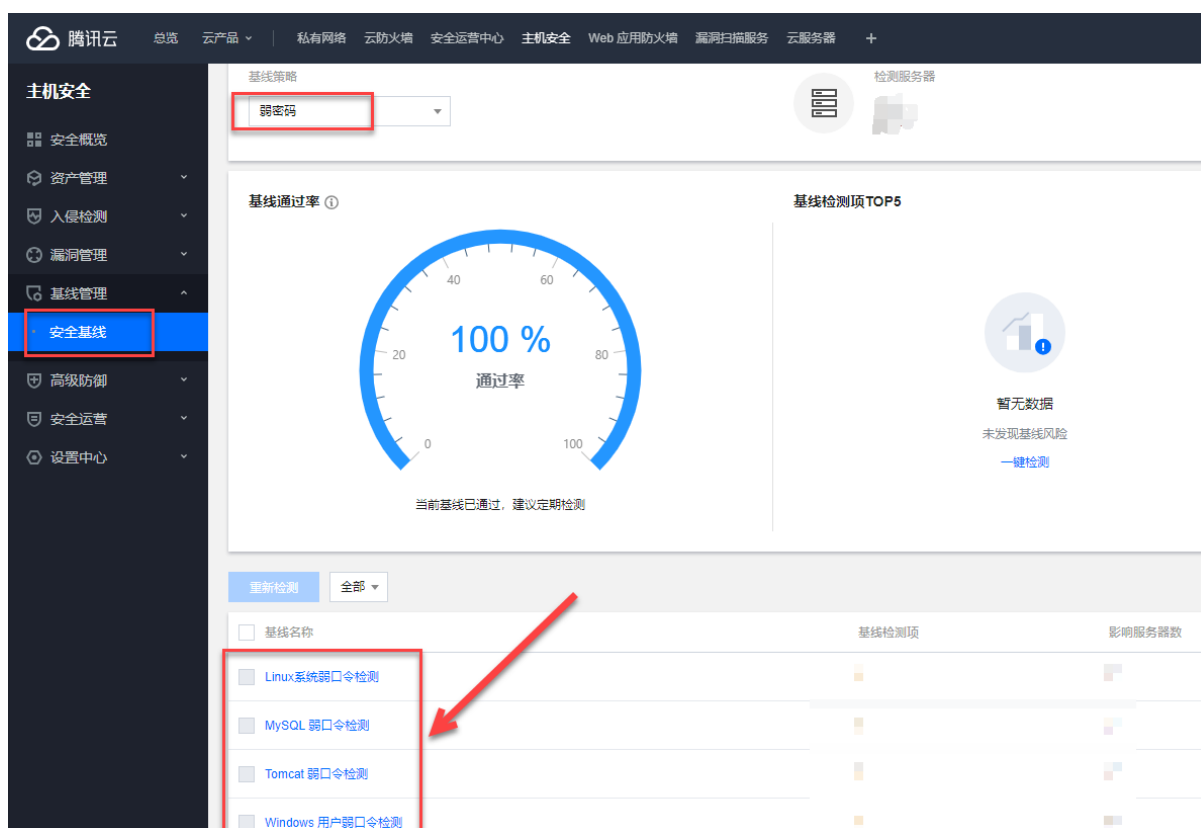 腾讯云 总览 云产品 私有网络 云防火墙 安全运营中心 主机安全 Web 应用防火墙 漏洞扫描服务 云服务器 +
主机安全
安全概览
资产管理
入侵检测
漏洞管理
基线管理
安全基线
高级防御
安全运营
设置中心
基线策略
弱密码
检测服务器
基线通过率
0
20
40
60
80
100
100 %
通过率
当前基线已通过，建议定期检测
基线检测项TOP5
暂无数据
未发现基线风险
一键检测
重新检测 全部
基线名称 基线检测项 影响服务器数
Linux系统弱口令检测
MySQL 弱口令检测
Tomcat 弱口令检测
Windows 用户弱口令检测